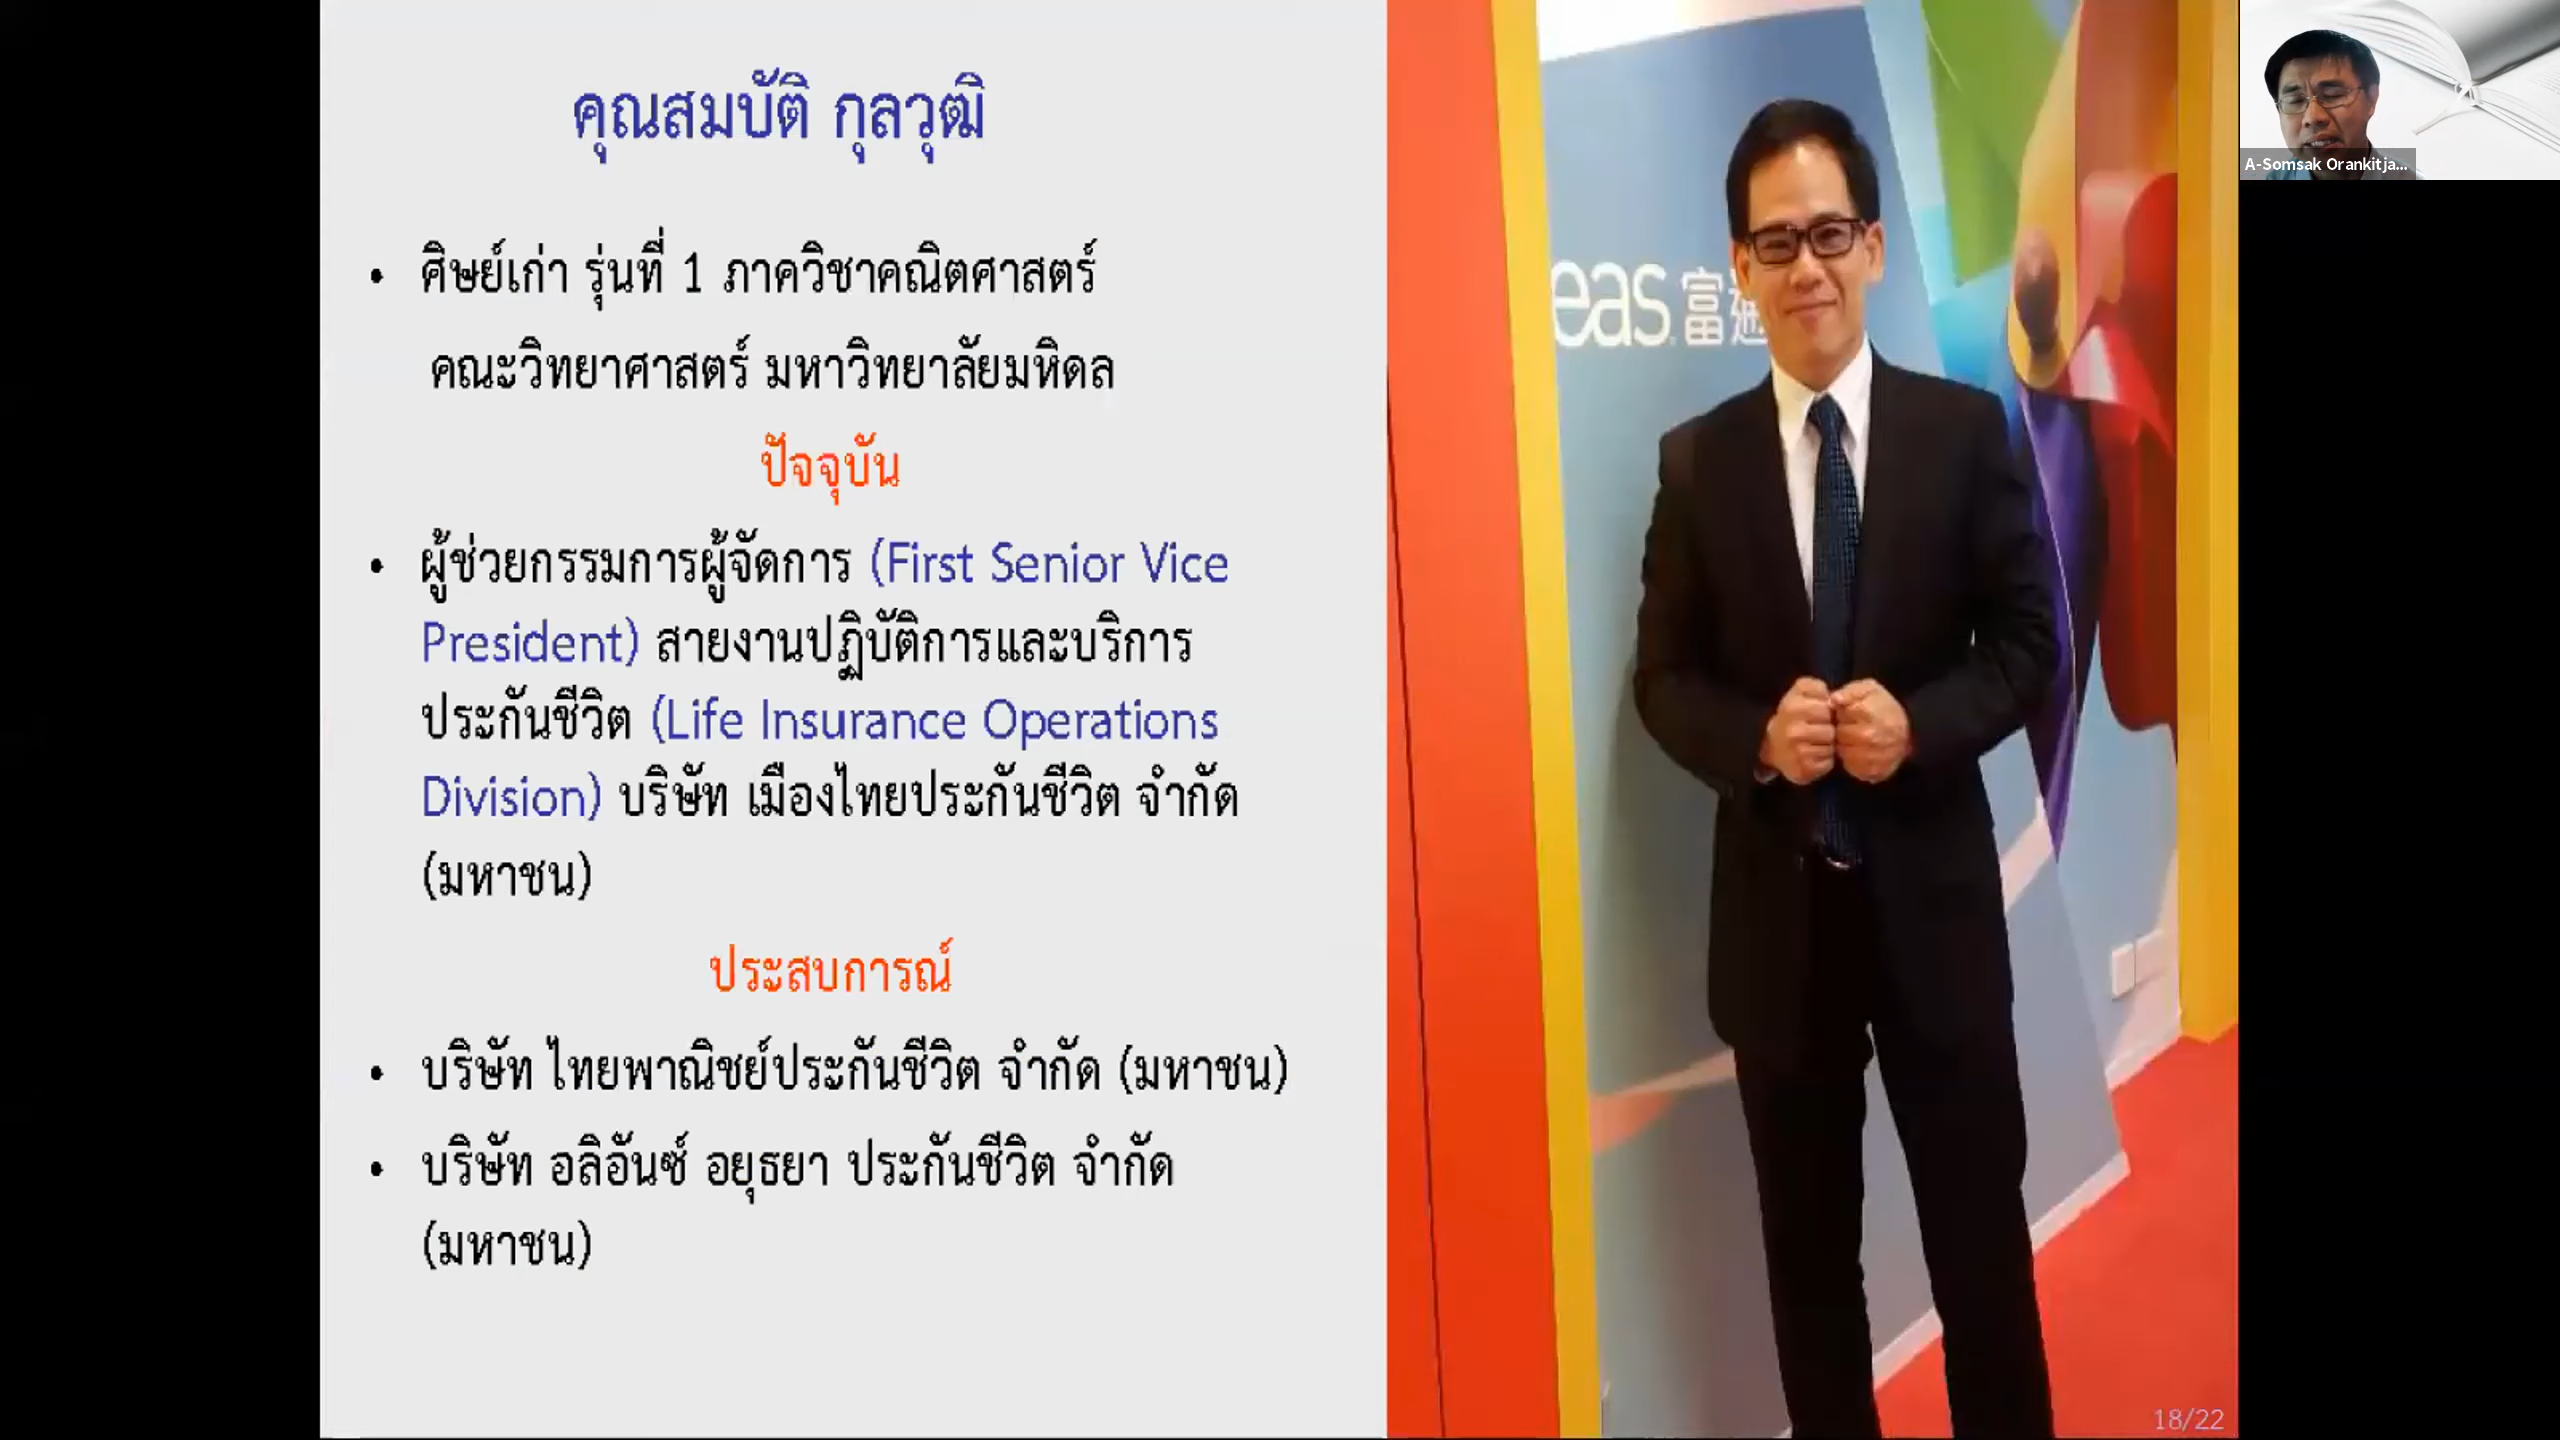 คุณสมบัติ กุลวุฒิ
• ศิษย์เก่า รุ่นที่ 1 ภาควิชาคณิตศาสตร์
คณะวิทยาศาสตร์ มหาวิทยาลัยมหิดล
ปัจจุบัน
• ผู้ช่วยกรรมการผู้จัดการ (First Senior Vice
President) สายงานปฏิบัติการและบริการ
ประกันชีวิต (Life Insurance Operations
Division) บริษัท เมืองไทยประกันชีวิต จำกัด
(มหาชน)
ประสบการณ์
• บริษัท ไทยพาณิชย์ประกันชีวิต จำกัด (มหาชน)
• บริษัท อลิอันซ์ อยุธยา ประกันชีวิต จำกัด
(มหาชน)
eas 富通
A-Somsak Orankitja...
18/22